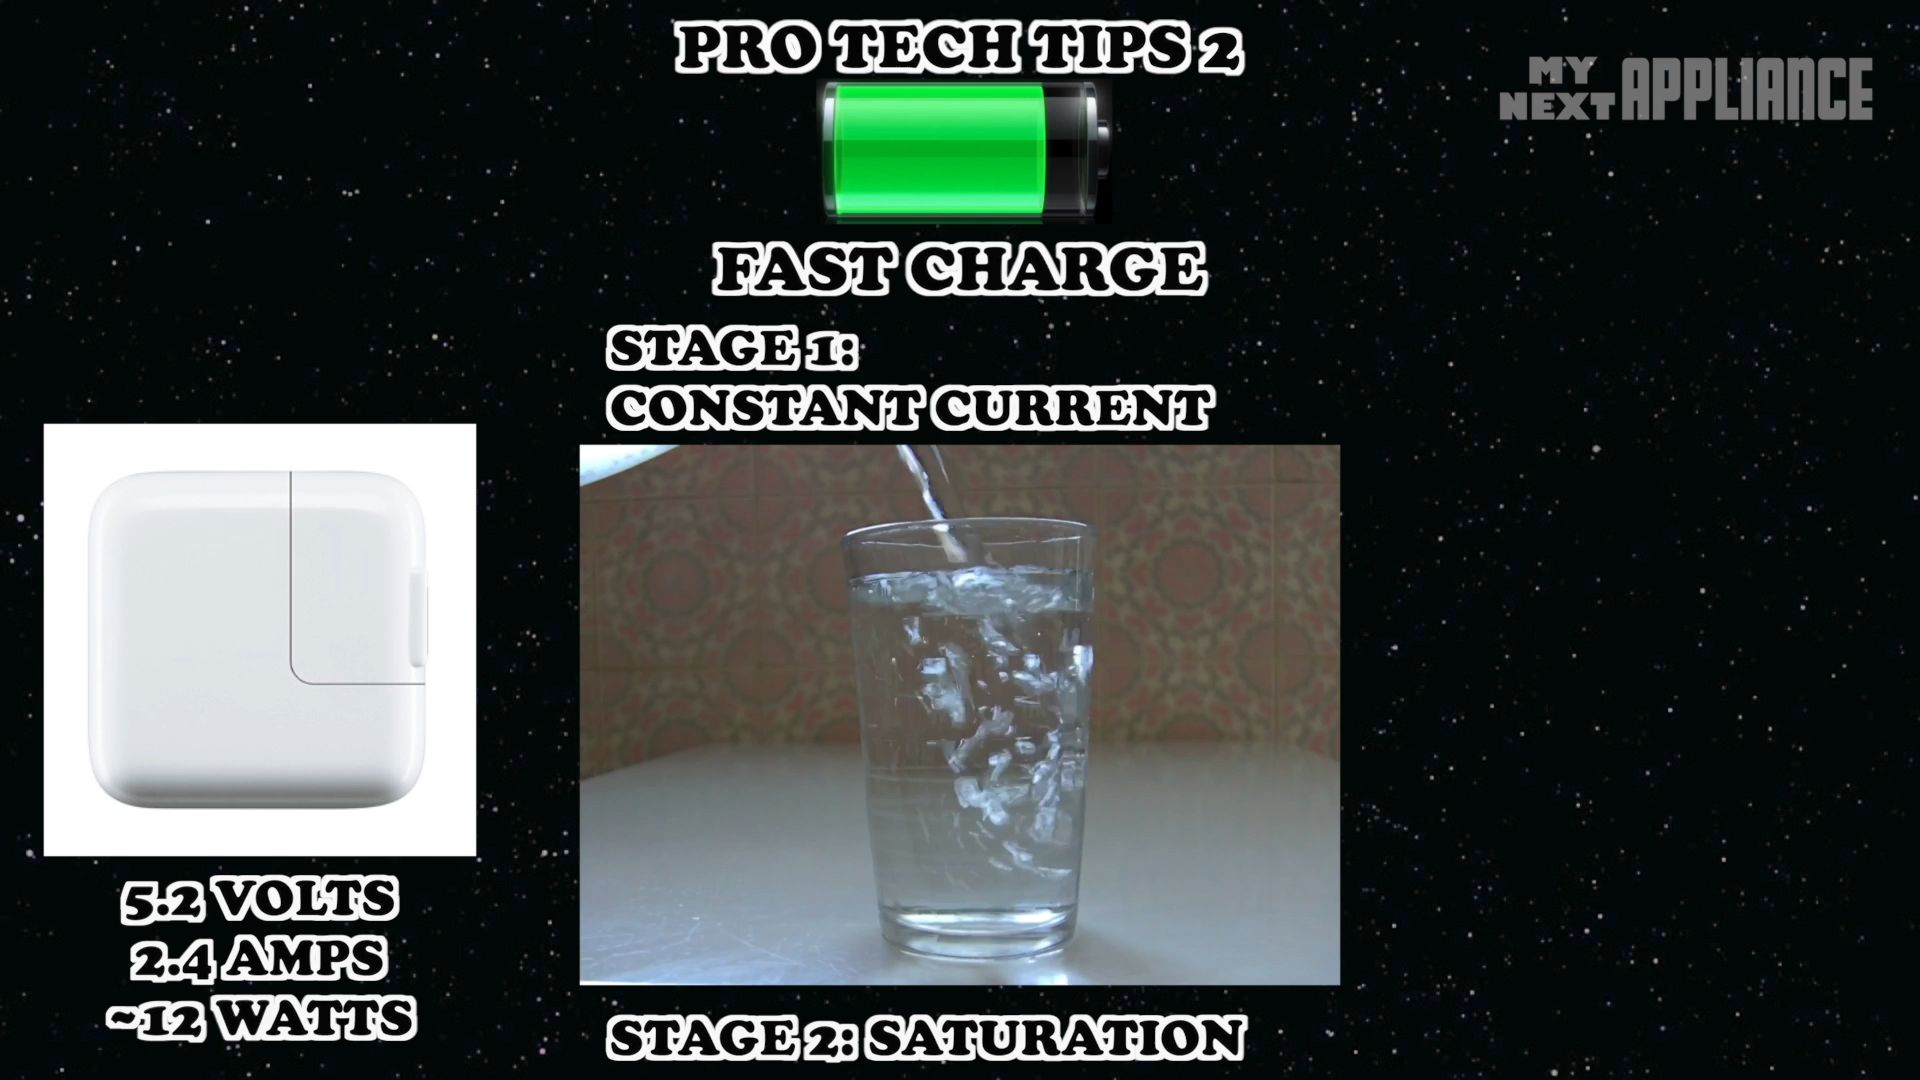 PRO TECH TIPS 2
MY
NEXT APPLIANCE
FAST CHARGE
STAGE 1:
CONSTANT CURRENT
5.2 VOLTS
2.4 AMPS
~12 WATTS
STAGE 2: SATURATION